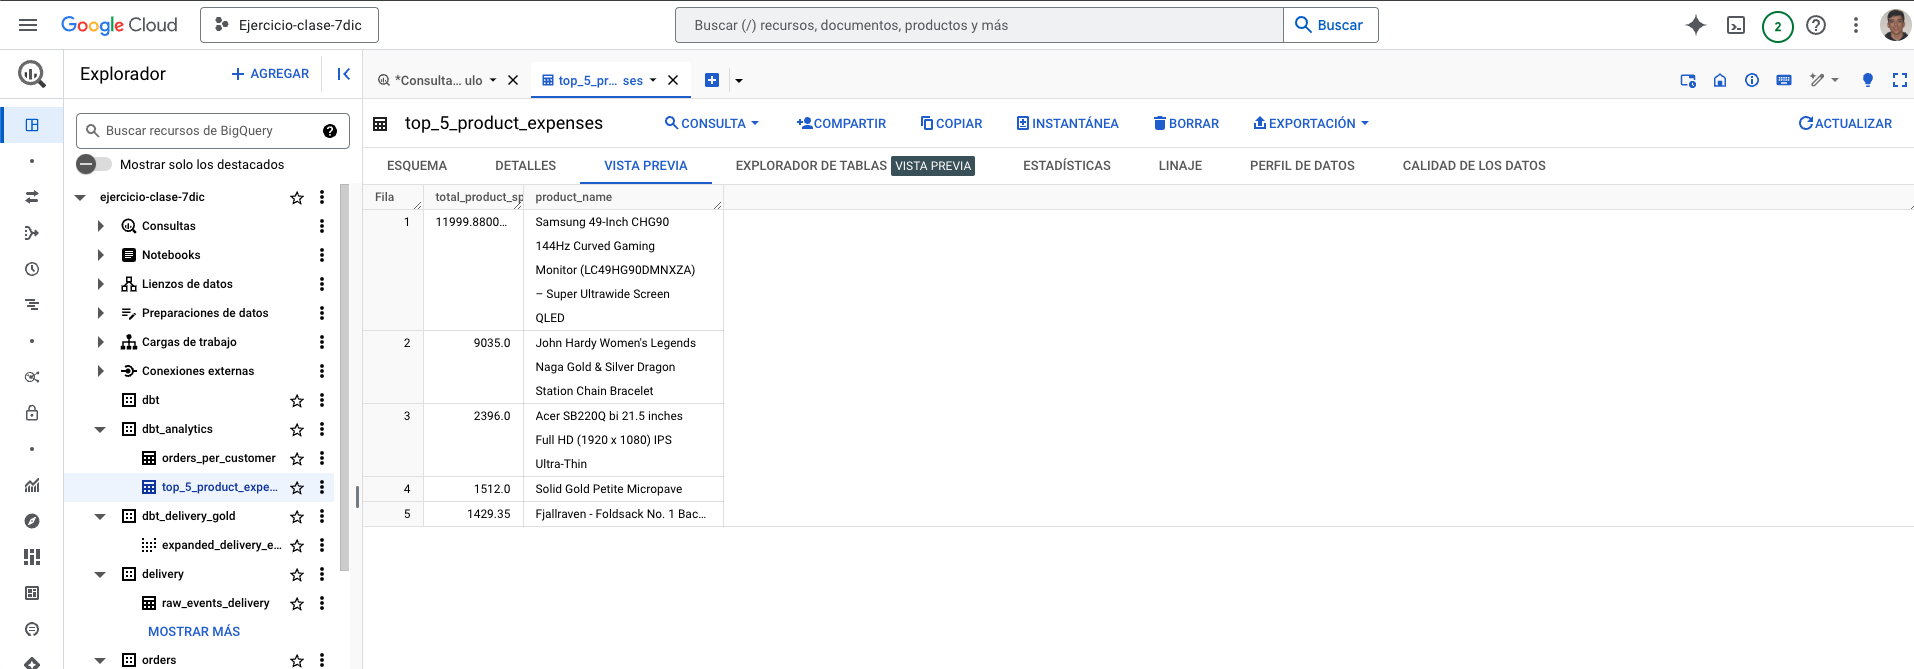 Google Cloud
Ejercicio-clase-7dic
Buscar (/) recursos, documentos, productos y más
Buscar
2
Explorador
AGREGAR
*Consulta... ulo
top_5_pr... ses
Buscar recursos de BigQuery
Mostrar solo los destacados
ejercicio-clase-7dic
Consultas
Notebooks
Lienzos de datos
Preparaciones de datos
Cargas de trabajo
Conexiones externas
dbt
dbt_analytics
orders_per_customer
top_5_product_expe...
dbt_delivery_gold
expanded_delivery_e...
delivery
raw_events_delivery
MOSTRAR MÁS
orders
top_5_product_expenses
CONSULTA
COMPARTIR
COPIAR
INSTANTÁNEA
BORRAR
EXPORTACIÓN
ACTUALIZAR
ESQUEMA
DETALLES
VISTA PREVIA
EXPLORADOR DE TABLAS VISTA PREVIA
ESTADÍSTICAS
LINAJE
PERFIL DE DATOS
CALIDAD DE LOS DATOS
Fila total_product_sp product_name
1 11999.8800... Samsung 49-Inch CHG90
144Hz Curved Gaming
Monitor (LC49HG90DMNXZA)
– Super Ultrawide Screen
QLED
2 9035.0 John Hardy Women's Legends
Naga Gold & Silver Dragon
Station Chain Bracelet
3 2396.0 Acer SB220Q bi 21.5 inches
Full HD (1920 x 1080) IPS
Ultra-Thin
4 1512.0 Solid Gold Petite Micropave
5 1429.35 Fjallraven - Foldsack No. 1 Bac...